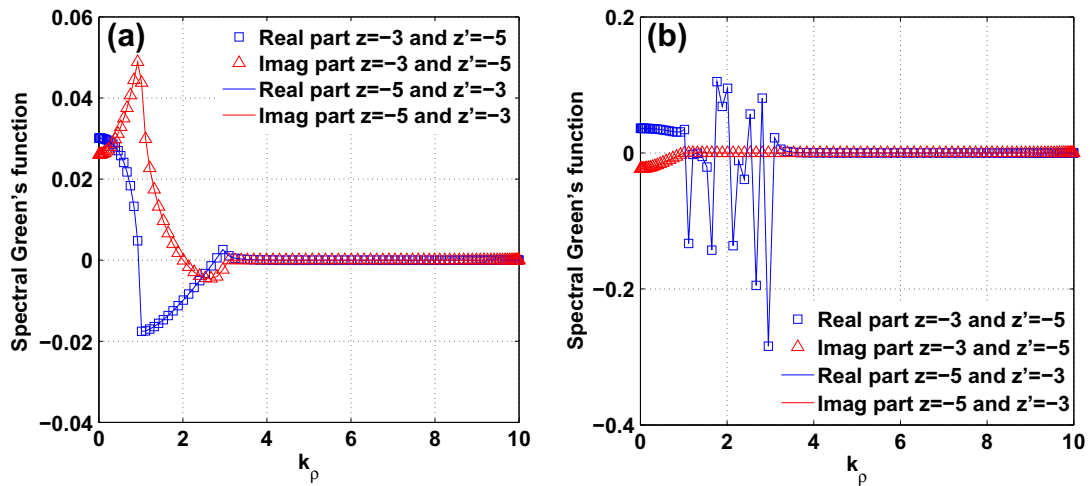 (a)
Real part z=−3 and z'=−5
Imag part z=−3 and z'=−5
Real part z=−5 and z'=−3
Imag part z=−5 and z'=−3
0.06
0.04
0.02
0
−0.02
−0.04
Spectral Green's function
0 2 4 6 8 10
kρ
(b)
0.2
0
−0.2
−0.4
Spectral Green's function
Real part z=−3 and z'=−5
Imag part z=−3 and z'=−5
Real part z=−5 and z'=−3
Imag part z=−5 and z'=−3
0 2 4 6 8 10
kρ